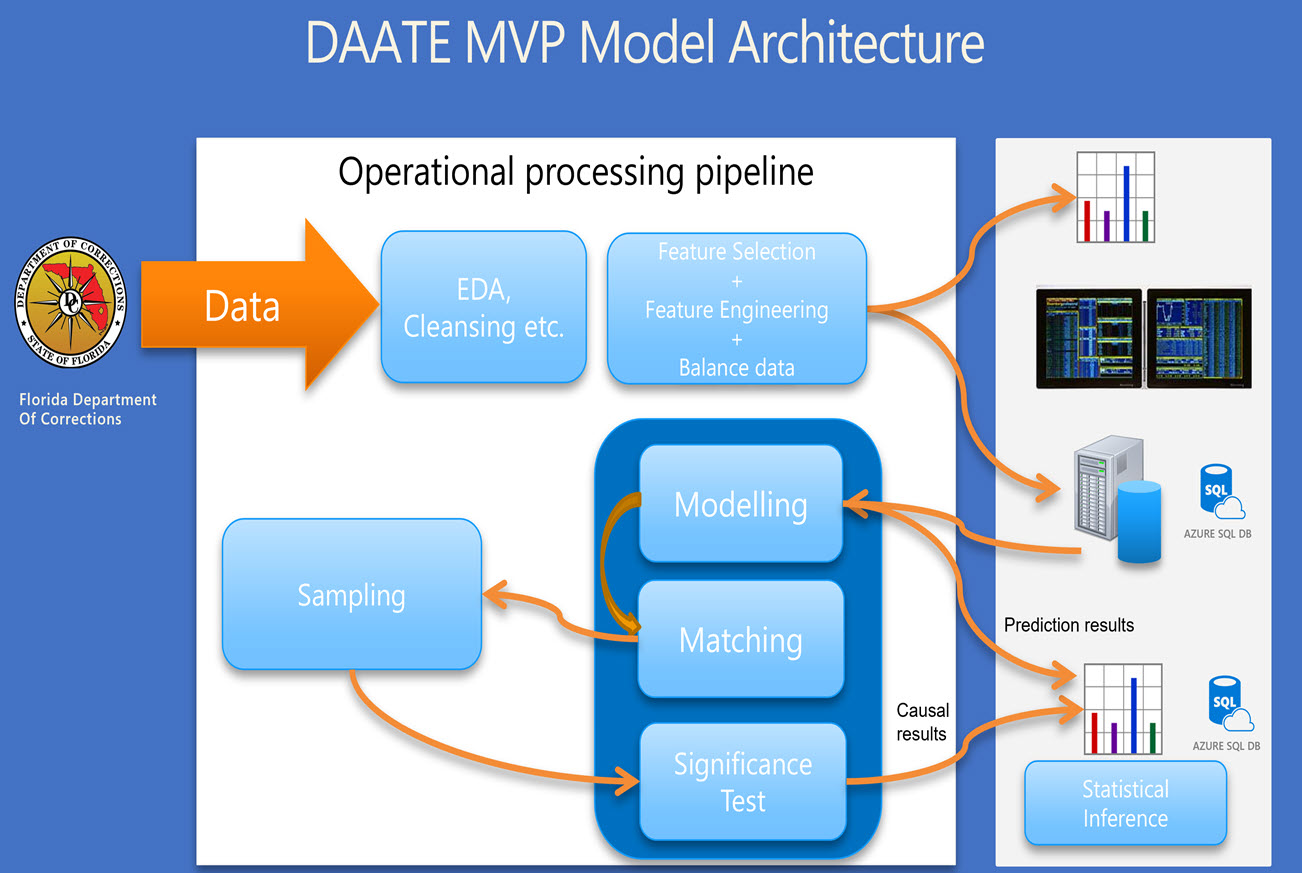 DAATE MVP Model Architecture
Operational processing pipeline
DEPARTMENT OF CORRECTIONS
STATE OF FLORIDA
DC
Florida Department
Of Corrections
Data
EDA,
Cleansing etc.
Feature Selection
+
Feature Engineering
+
Balance data
Modelling
SQL
AZURE SQL DB
Sampling
Matching
Prediction results
Causal
results
SQL
AZURE SQL DB
Significance
Test
Statistical
Inference